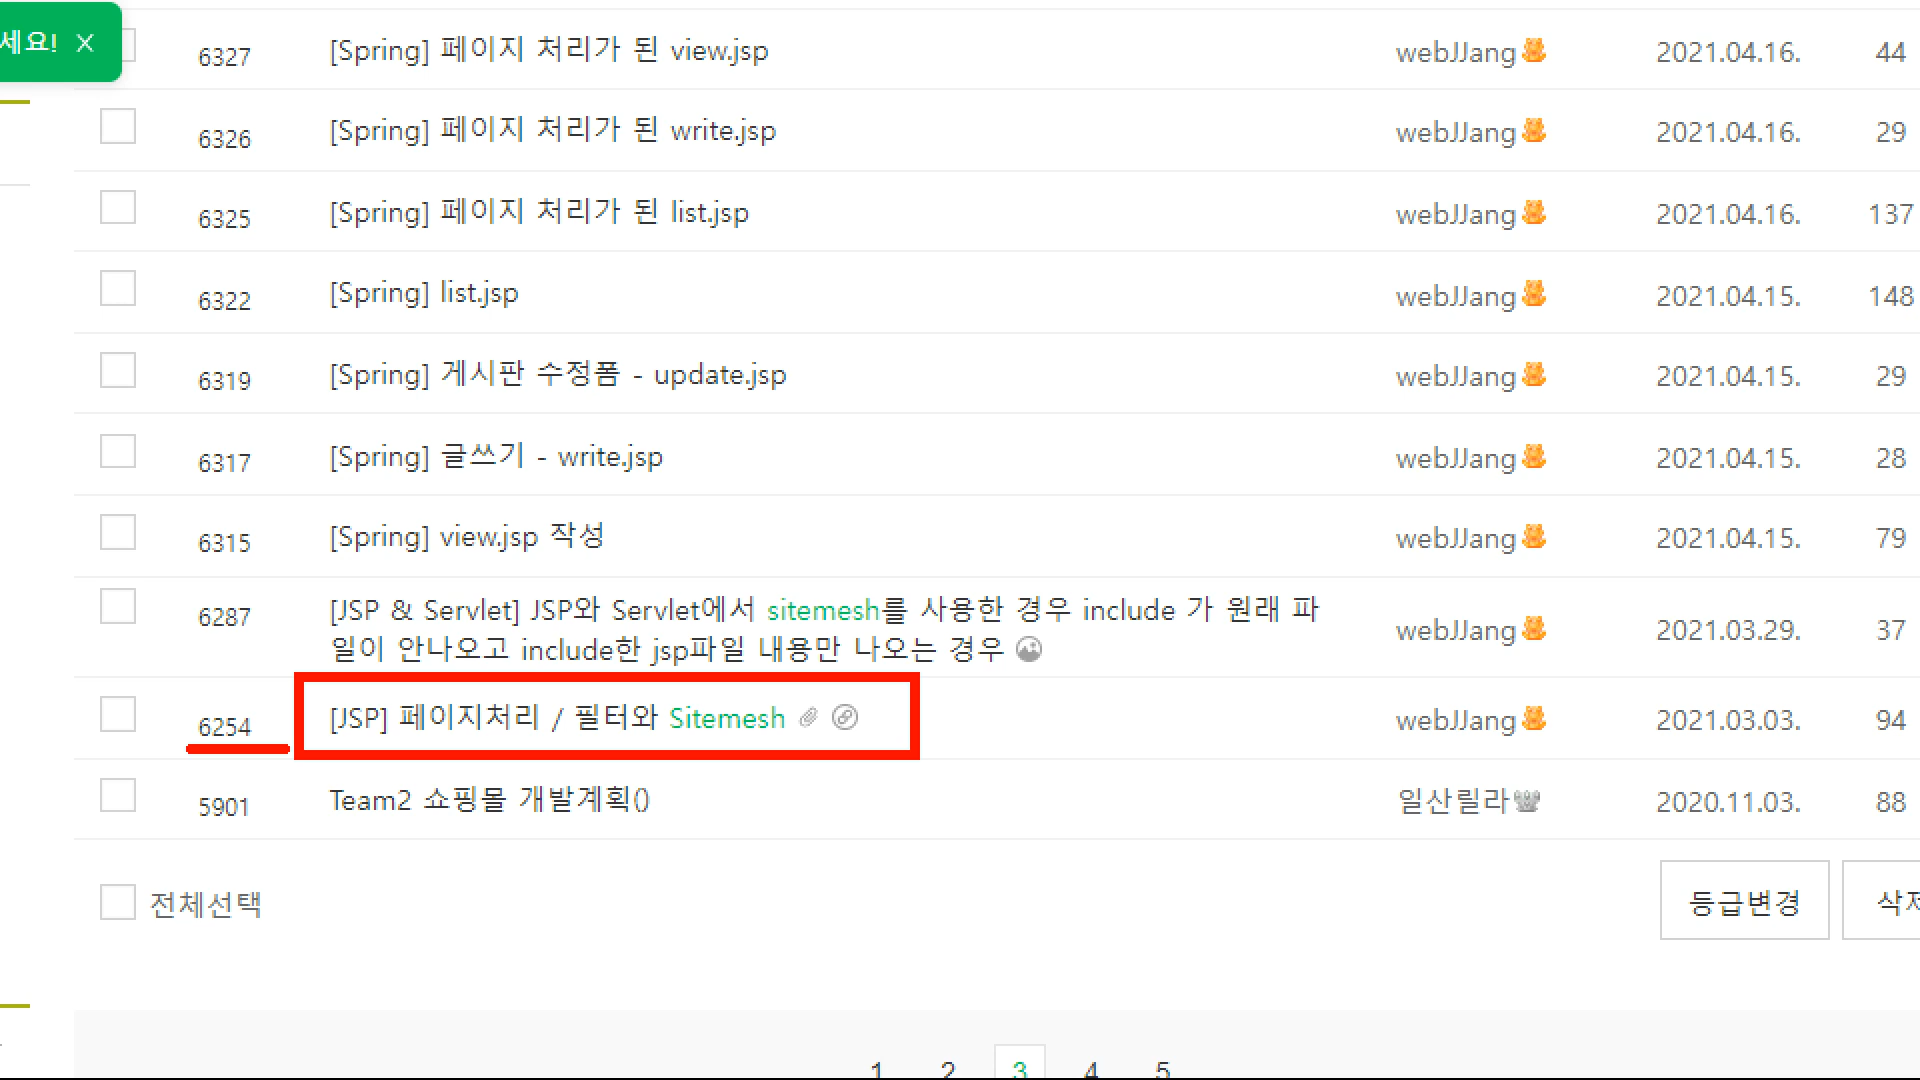 세요! X
6327 [Spring] 페이지 처리가 된 view.jsp webJJang 2021.04.16. 44
6326 [Spring] 페이지 처리가 된 write.jsp webJJang 2021.04.16. 29
6325 [Spring] 페이지 처리가 된 list.jsp webJJang 2021.04.16. 137
6322 [Spring] list.jsp webJJang 2021.04.15. 148
6319 [Spring] 게시판 수정폼 - update.jsp webJJang 2021.04.15. 29
6317 [Spring] 글쓰기 - write.jsp webJJang 2021.04.15. 28
6315 [Spring] view.jsp 작성 webJJang 2021.04.15. 79
6287 [JSP & Servlet] JSP와 Servlet에서 sitemesh를 사용한 경우 include 가 원래 파
일이 안나오고 include한 jsp파일 내용만 나오는 경우 webJJang 2021.03.29. 37
6254 [JSP] 페이지처리 / 필터와 Sitemesh webJJang 2021.03.03. 94
5901 Team2 쇼핑몰 개발계획() 일산릴라 2020.11.03. 88
전체선택 등급변경
1 2 3 4 5